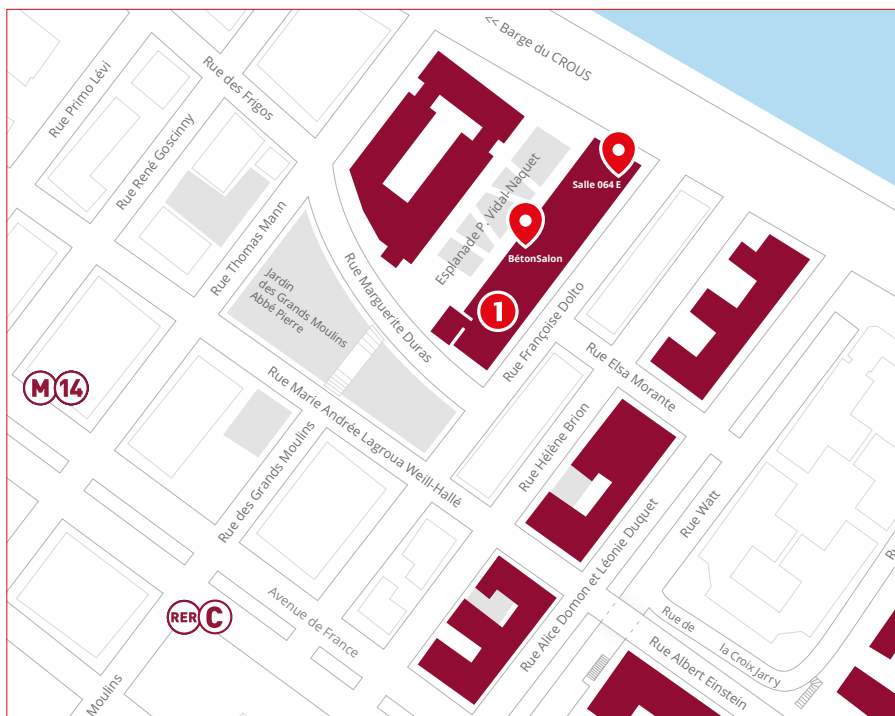 << Barge du CROUS
Rue Primo Lévi
Rue des Frigos
Rue René Goscinny
Salle 064 E
Esplanade P. Vidal-Naquet
BétonSalon
Rue Thomas Mann
Jardin
des Grands Moulins
Abbé Pierre
Rue Marguerite Duras
1
Rue Françoise Dolto
Rue Elsa Morante
M 14
Rue Marie Andrée Lagroua Weill-Hallé
Rue Hélène Brion
Rue des Grands Moulins
Rue Watt
Rue Alice Domon et Léonie Duquet
RER C
Avenue de France
Rue de
la Croix Jarry
Rue Albert Einstein
Moulins